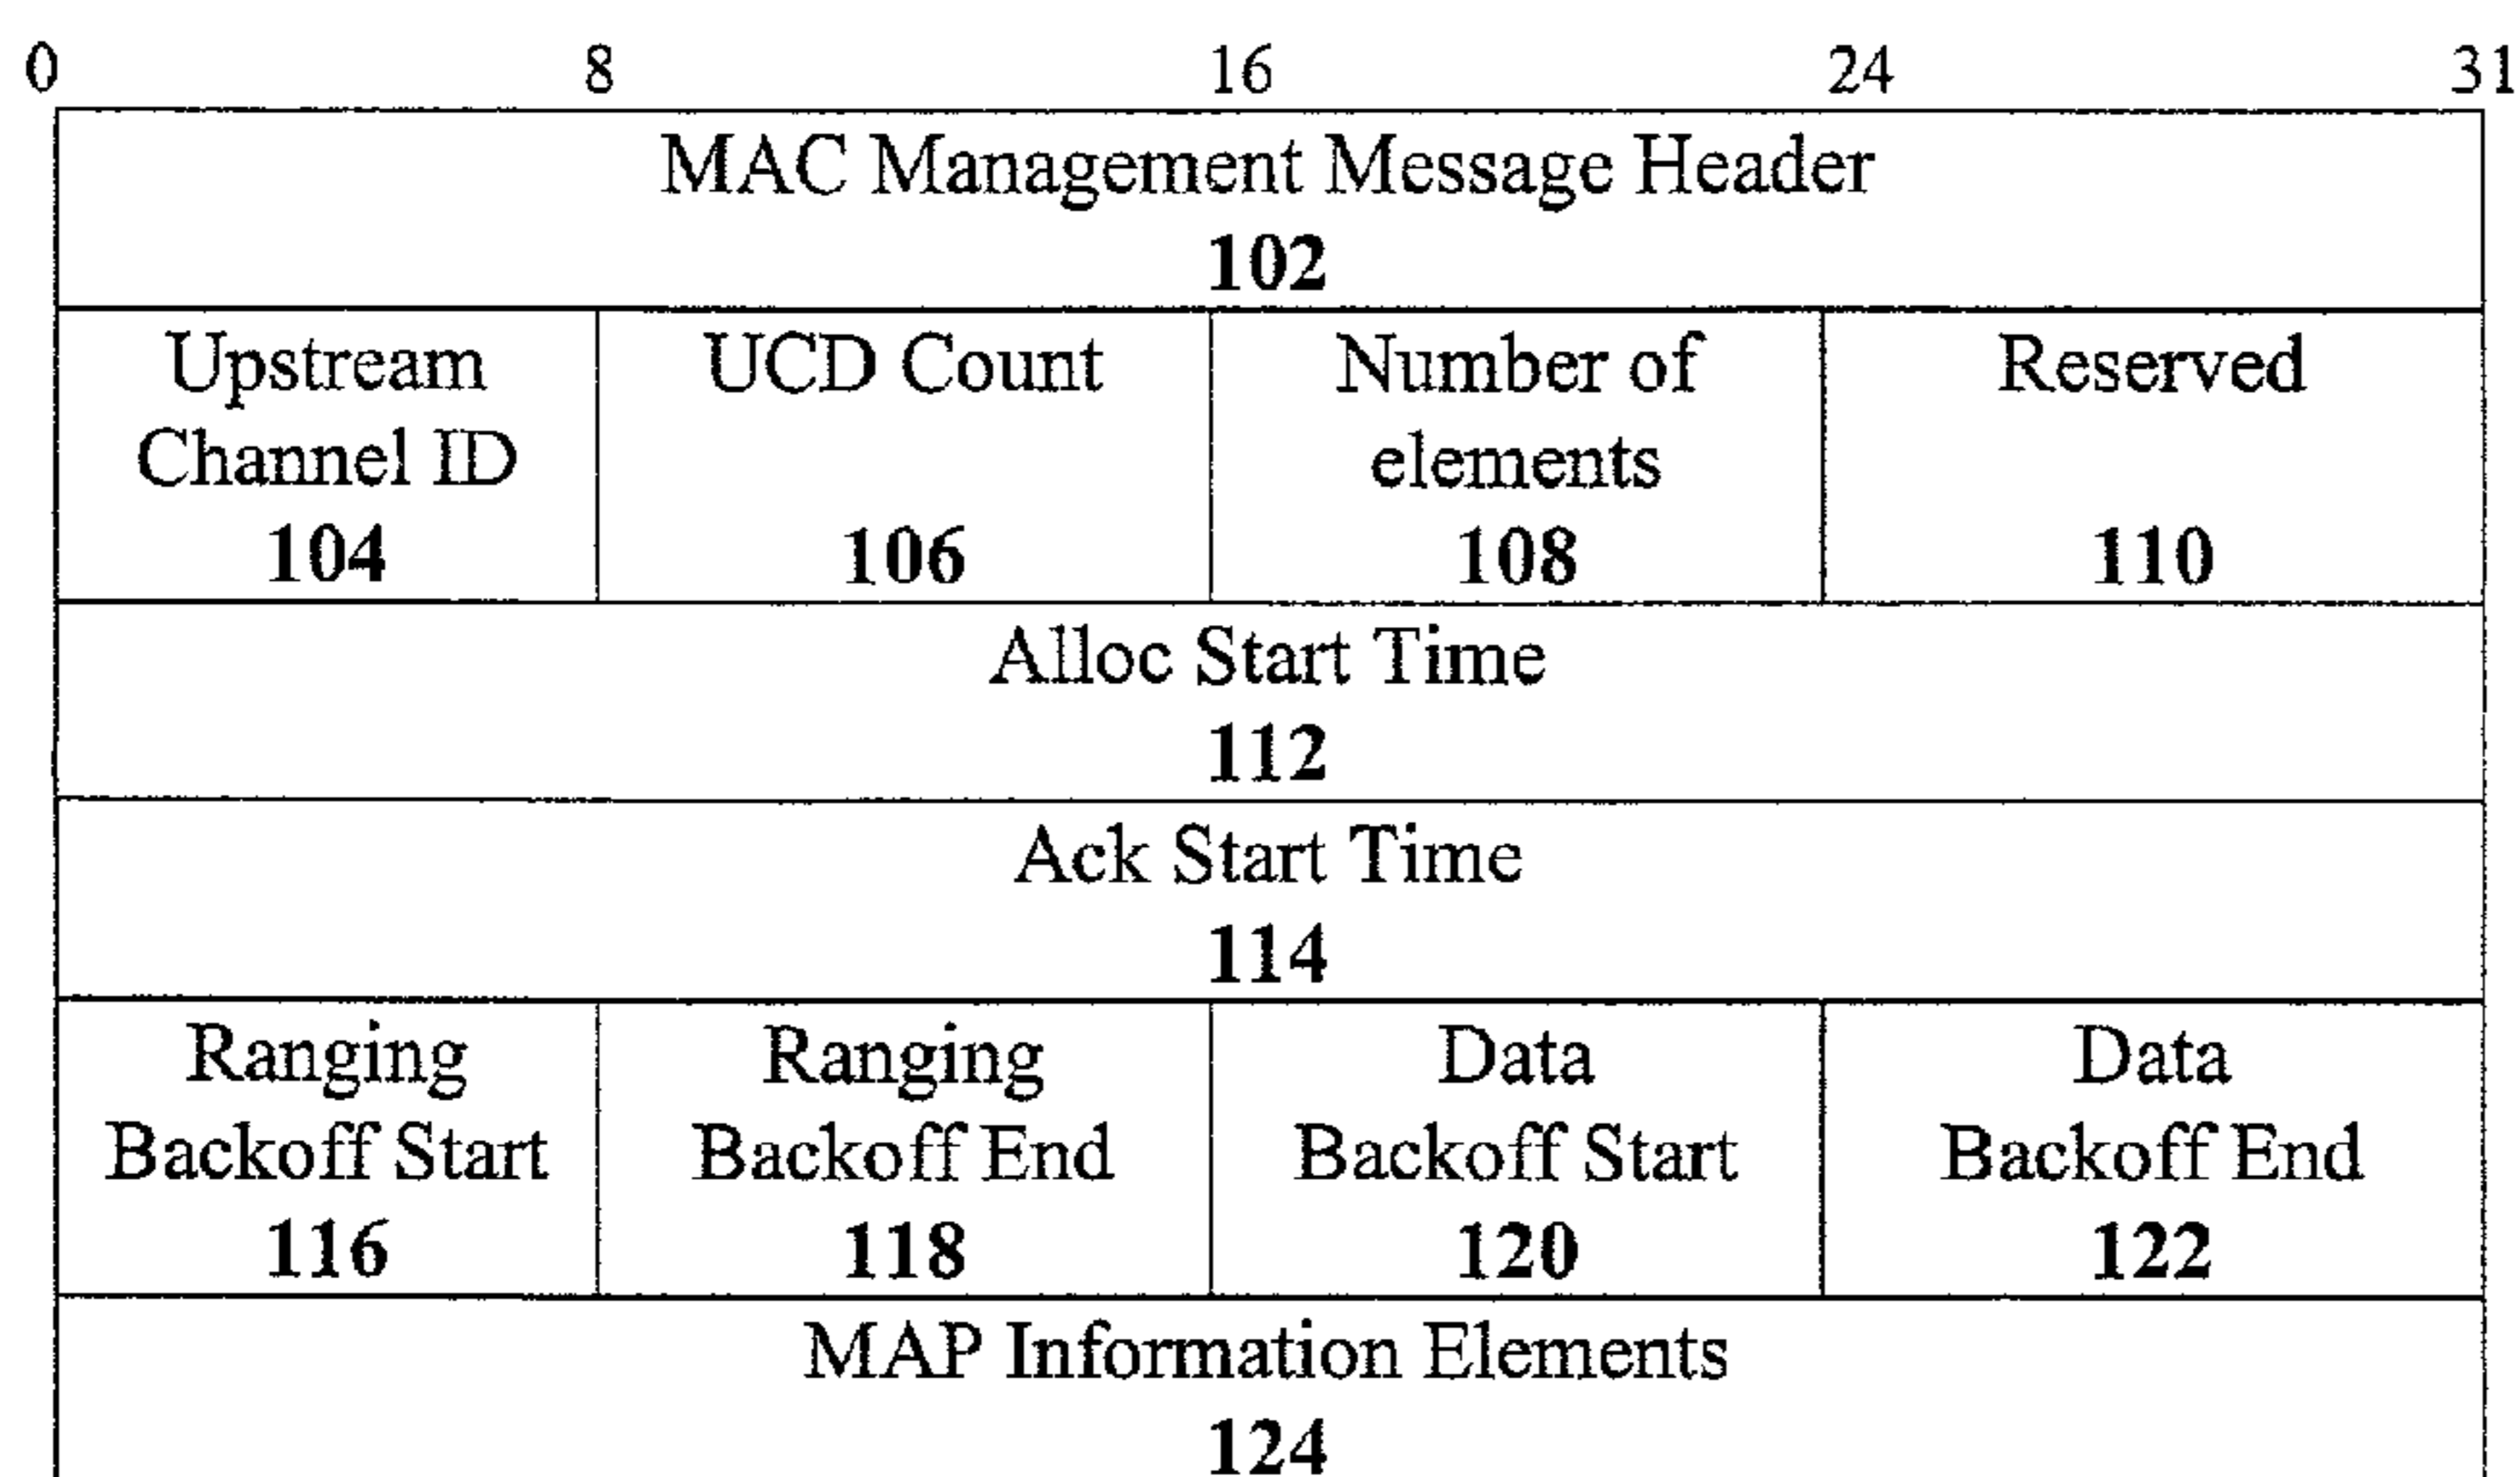 0 8 16 24 31
MAC Management Message Header
102
Upstream
Channel ID
104
UCD Count
106
Number of
elements
108
Reserved
110
Alloc Start Time
112
Ack Start Time
114
Ranging
Backoff Start
116
Ranging
Backoff End
118
Data
Backoff Start
120
Data
Backoff End
122
MAP Information Elements
124